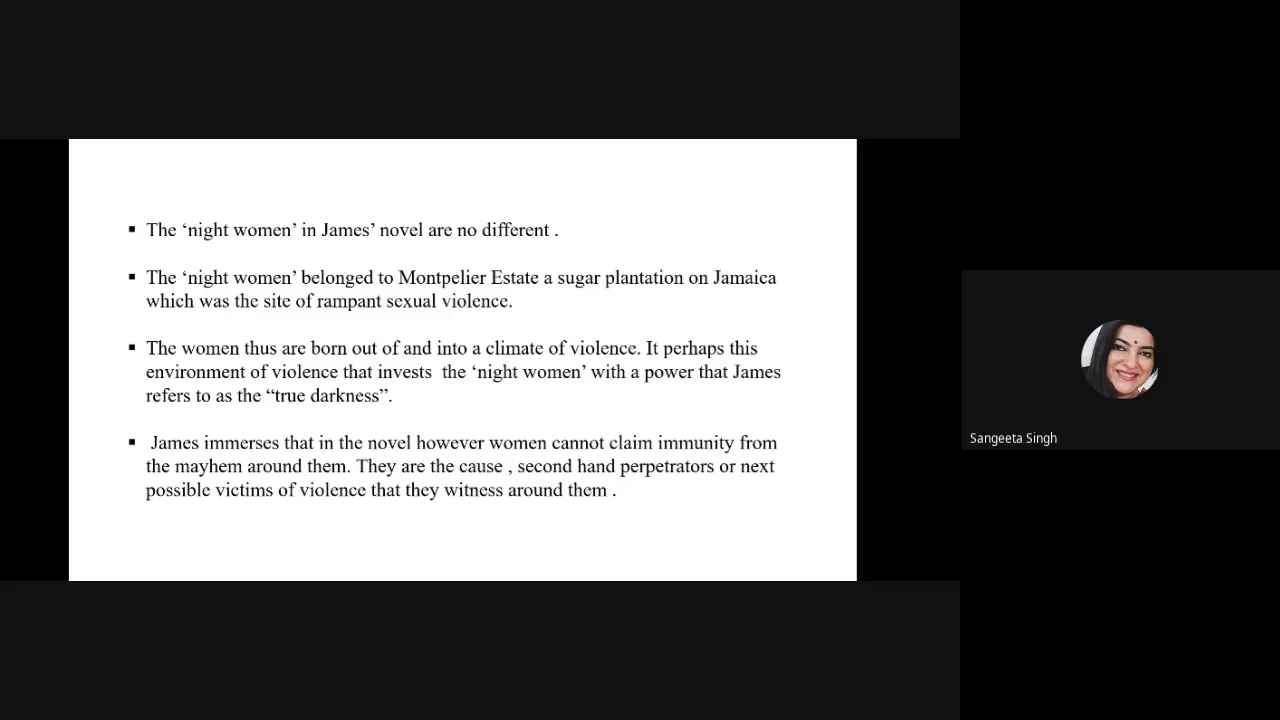 ▪ The ‘night women’ in James’ novel are no different .
▪ The ‘night women’ belonged to Montpelier Estate a sugar plantation on Jamaica
which was the site of rampant sexual violence.
▪ The women thus are born out of and into a climate of violence. It perhaps this
environment of violence that invests  the ‘night women’ with a power that James
refers to as the “true darkness”.
▪ James immerses that in the novel however women cannot claim immunity from
the mayhem around them. They are the cause , second hand perpetrators or next
possible victims of violence that they witness around them .
Sangeeta Singh